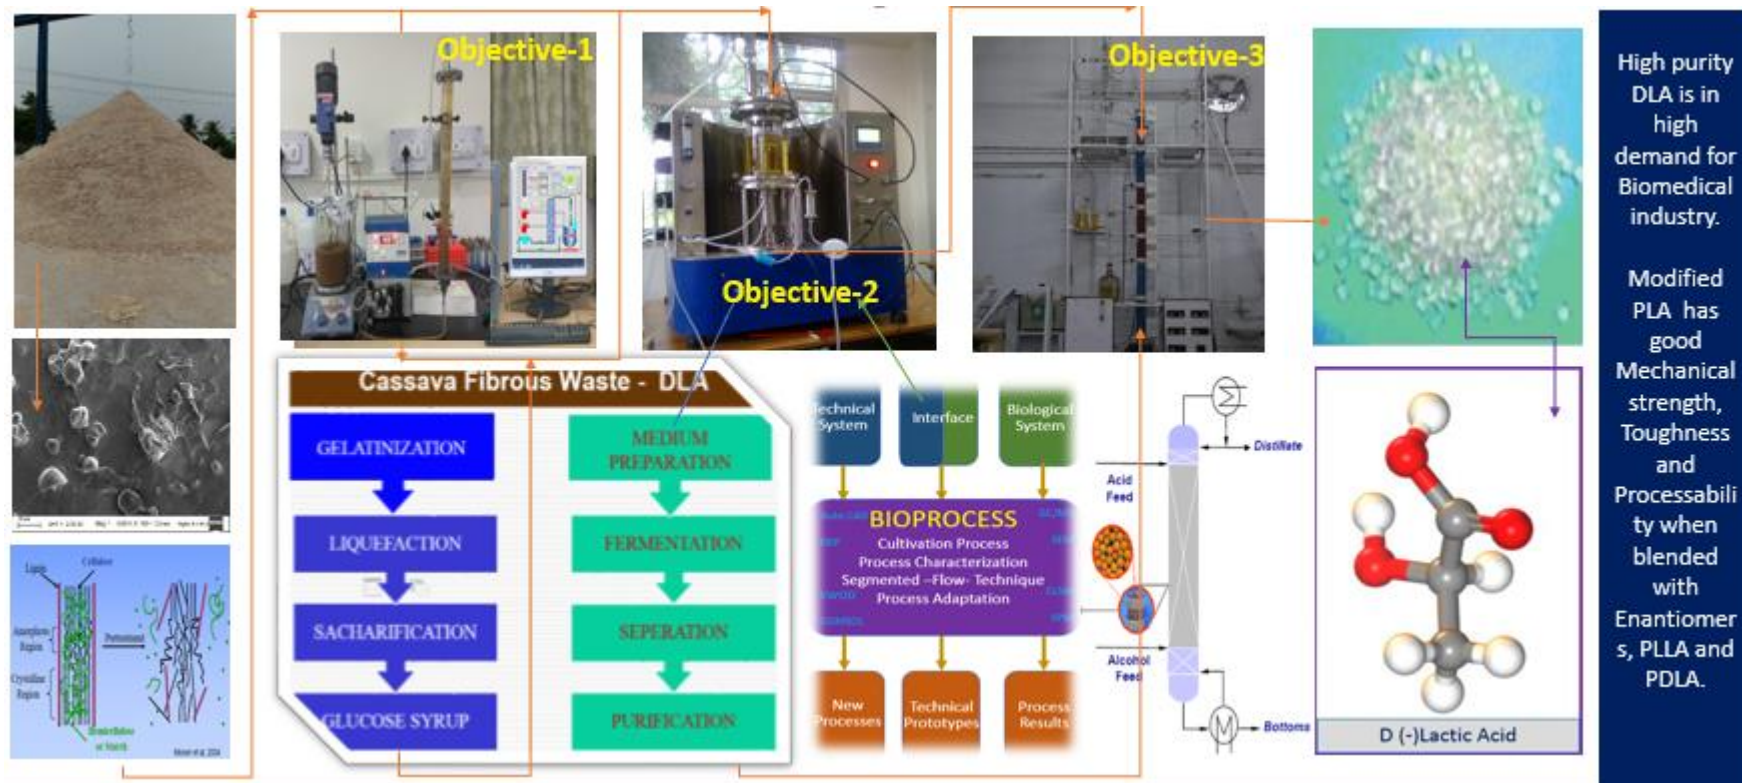 Objective-1
Objective-2
Objective-3
High purity
DLA is in
high
demand for
Biomedical
industry.
Modified
PLA has
good
Mechanical
strength,
Toughness
and
Processabili
ty when
blended
with
Enantiomer
s, PLLA and
PDLA.
Cassava Fibrous Waste - DLA
GELATINIZATION
LIQUEFACTION
SACHARIFICATION
GLUCOSE SYRUP
MEDIUM
PREPARATION
FERMENTATION
SEPERATION
PURIFICATION
Technical
System
Interface
Biological
System
BIOPROCESS
Cultivation Process
Process Characterization
Segmented –Flow- Technique
Process Adaptation
New
Processes
Technical
Prototypes
Process
Results
Acid
Feed
Alcohol
Feed
Distillate
Bottoms
M
D (-)Lactic Acid
Lignin
Cellulose
Amorphous
Region
Crystalline
Region
Pretreatment
Hemicellulose